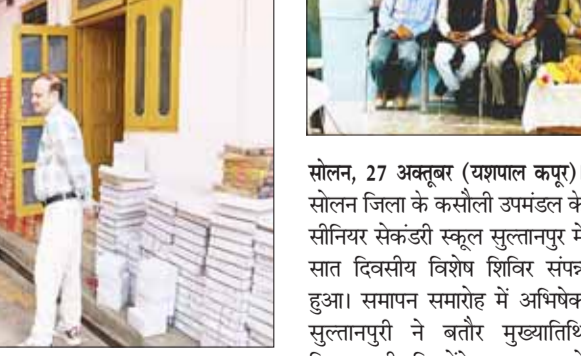 सोलन, 27 अक्तूबर (यशपाल कपूर)।
सोलन जिला के कसौली उपमंडल के
सीनियर सेकंडरी स्कूल सुल्तानपुर में
सात दिवसीय विशेष शिविर संपन्न
हुआ। समापन समारोह में अभिषेक
सुल्तानपुरी ने बतौर मुख्यातिथि